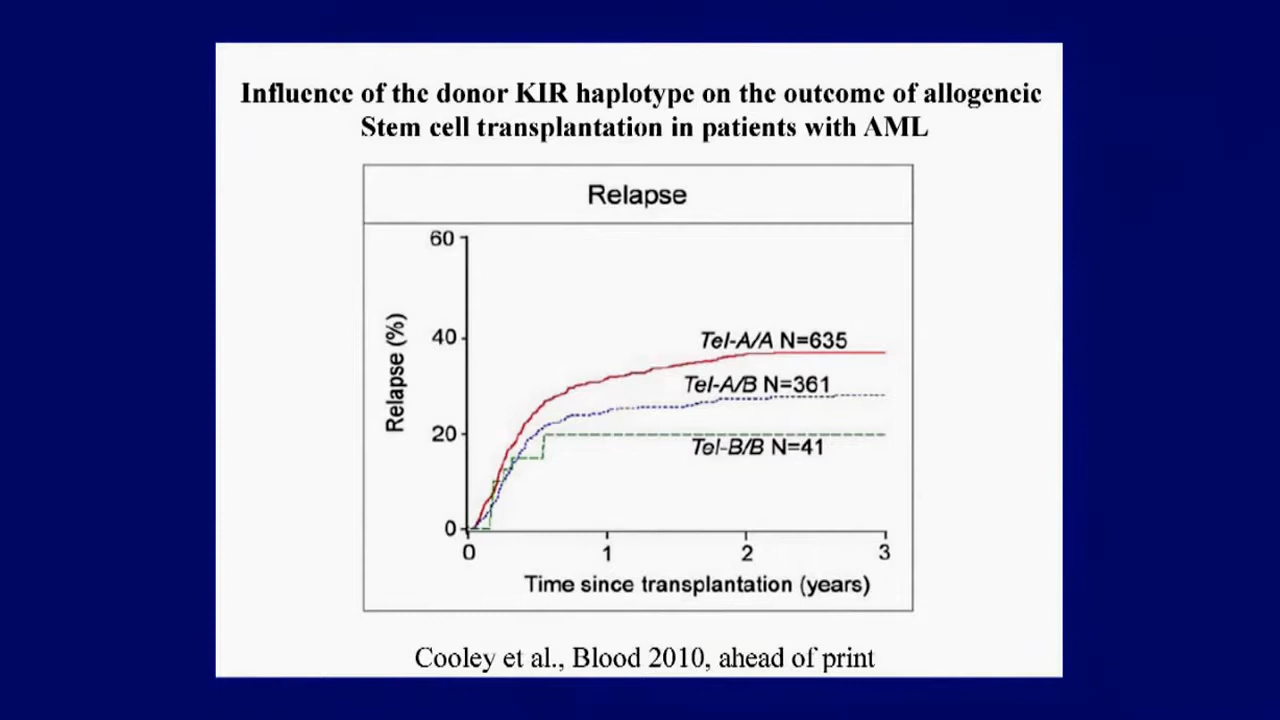 Influence of the donor KIR haplotype on the outcome of allogeneic
Stem cell transplantation in patients with AML
Relapse
60
40
20
0
Relapse (%)
Tel-A/A N=635
Tel-A/B N=361
Tel-B/B N=41
0 1 2 3
Time since transplantation (years)
Cooley et al., Blood 2010, ahead of print